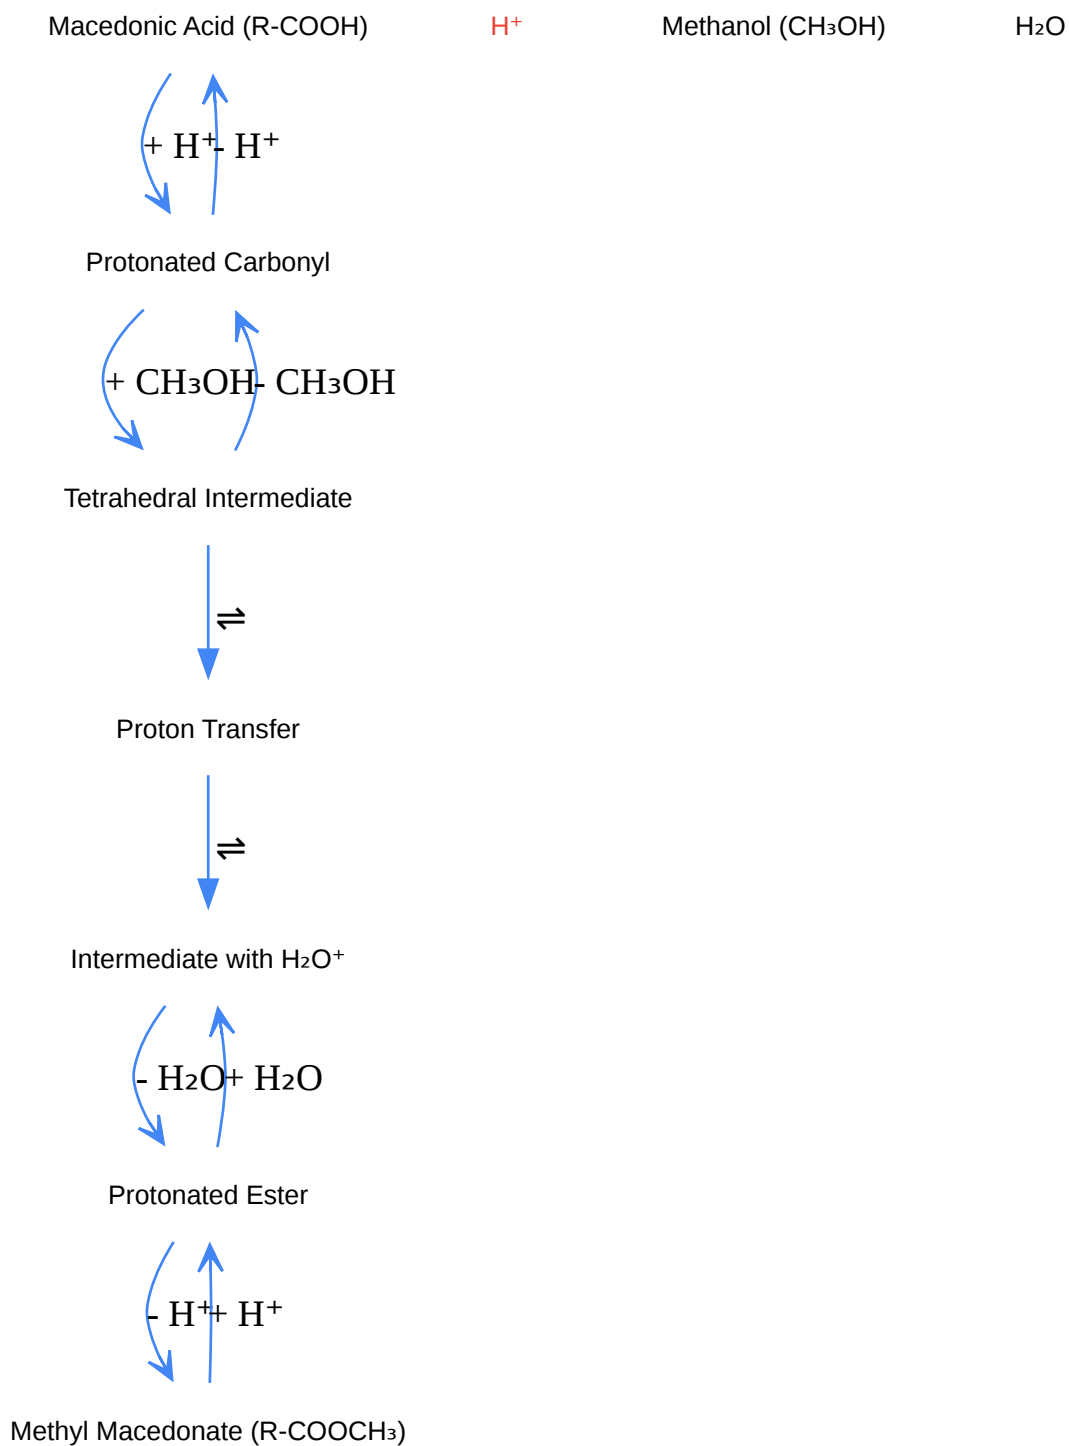 Macedonic Acid (R-COOH) H⁺ Methanol (CH₃OH) H₂O
+ H⁺ - H⁺
Protonated Carbonyl
+ CH₃OH - CH₃OH
Tetrahedral Intermediate
⇌
Proton Transfer
⇌
Intermediate with H₂O⁺
- H₂O + H₂O
Protonated Ester
- H⁺ + H⁺
Methyl Macedonate (R-COOCH₃)